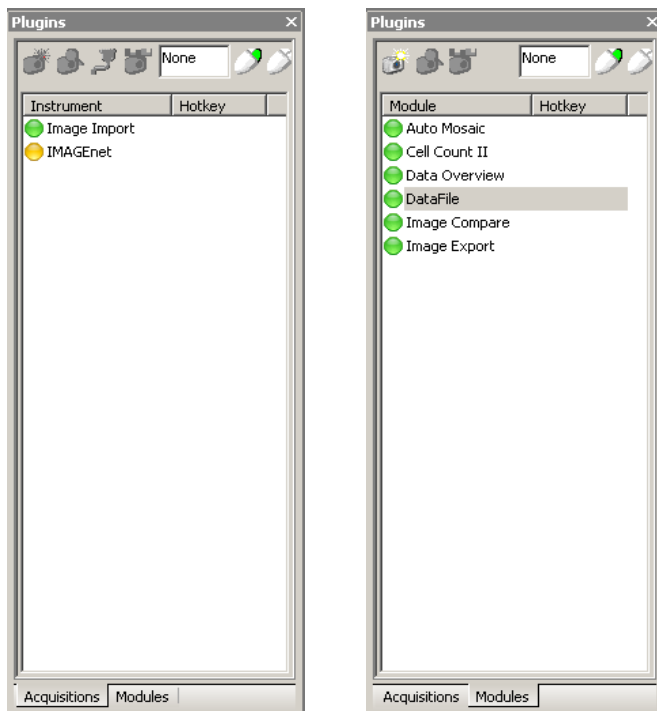 Plugins
None
Instrument Hotkey
Image Import
IMAGEnet
Acquisitions Modules
Plugins
None
Module Hotkey
Auto Mosaic
Cell Count II
Data Overview
DataFile
Image Compare
Image Export
Acquisitions Modules